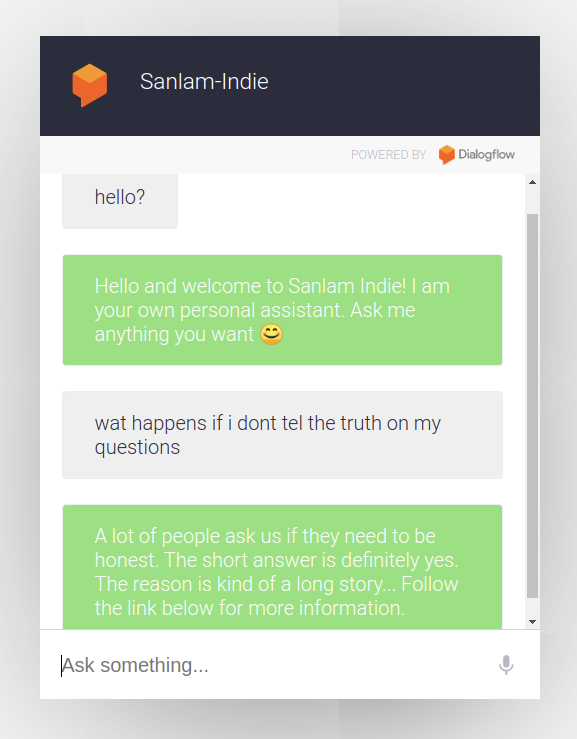 Sanlam-Indie
POWERED BY Dialogflow
hello?
Hello and welcome to Sanlam Indie! I am
your own personal assistant. Ask me
anything you want 😊
wat happens if i dont tel the truth on my
questions
A lot of people ask us if they need to be
honest. The short answer is definitely yes.
The reason is kind of a long story... Follow
the link below for more information.
Ask something...